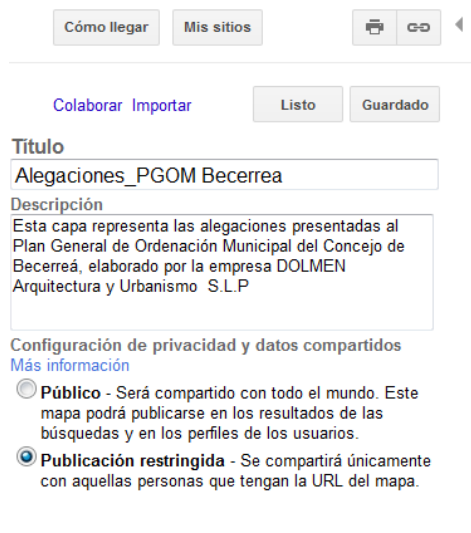 Cómo llegar Mis sitios
Colaborar Importar Listo Guardado
Título
Alegaciones_PGOM Becerrea
Descripción
Esta capa representa las alegaciones presentadas al
Plan General de Ordenación Municipal del Concejo de
Becerreá, elaborado por la empresa DOLMEN
Arquitectura y Urbanismo S.L.P
Configuración de privacidad y datos compartidos
Más información
Público - Será compartido con todo el mundo. Este
mapa podrá publicarse en los resultados de las
búsquedas y en los perfiles de los usuarios.
Publicación restringida - Se compartirá únicamente
con aquellas personas que tengan la URL del mapa.